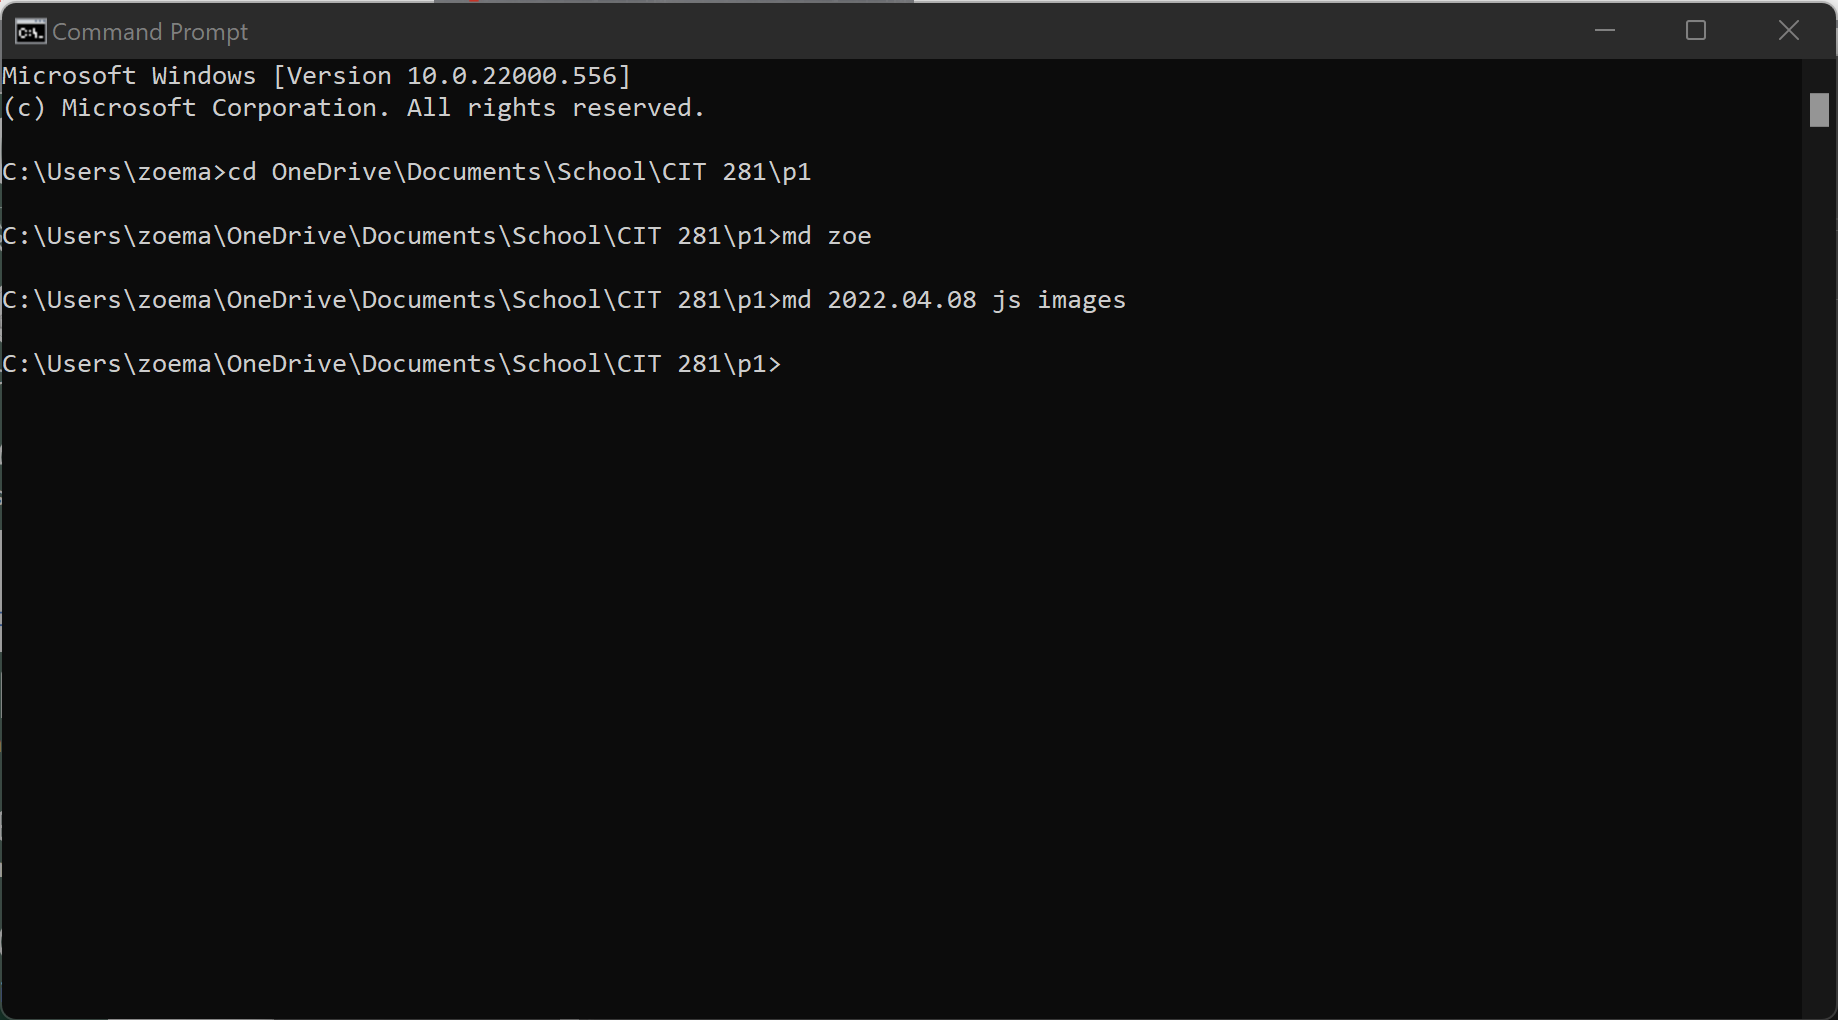 Command Prompt
Microsoft Windows [Version 10.0.22000.556]
(c) Microsoft Corporation. All rights reserved.
C:\Users\zoema>cd OneDrive\Documents\School\CIT 281\p1
C:\Users\zoema\OneDrive\Documents\School\CIT 281\p1>md zoe
C:\Users\zoema\OneDrive\Documents\School\CIT 281\p1>md 2022.04.08 js images
C:\Users\zoema\OneDrive\Documents\School\CIT 281\p1>